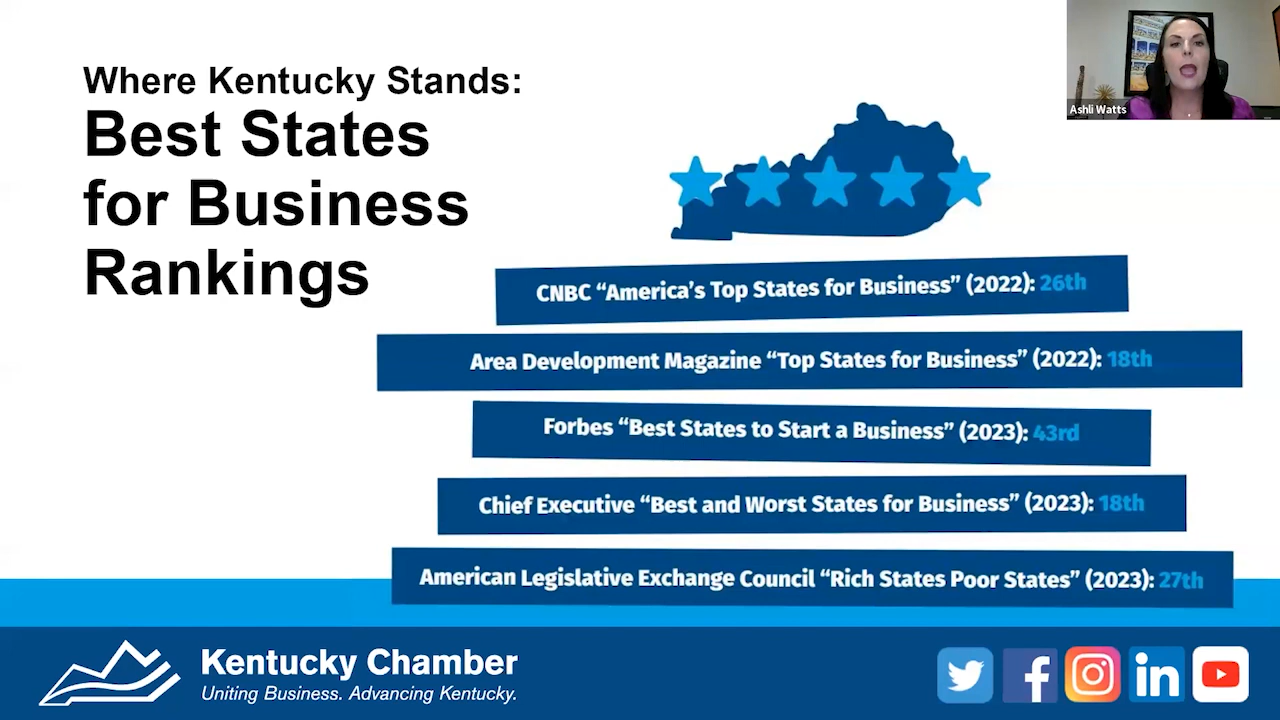 Where Kentucky Stands:
Best States
for Business
Rankings
Ashli Watts
CNBC “America’s Top States for Business” (2022): 26th
Area Development Magazine “Top States for Business” (2022): 18th
Forbes “Best States to Start a Business” (2023): 43rd
Chief Executive “Best and Worst States for Business” (2023): 18th
American Legislative Exchange Council “Rich States Poor States” (2023): 27th
Kentucky Chamber
Uniting Business. Advancing Kentucky.